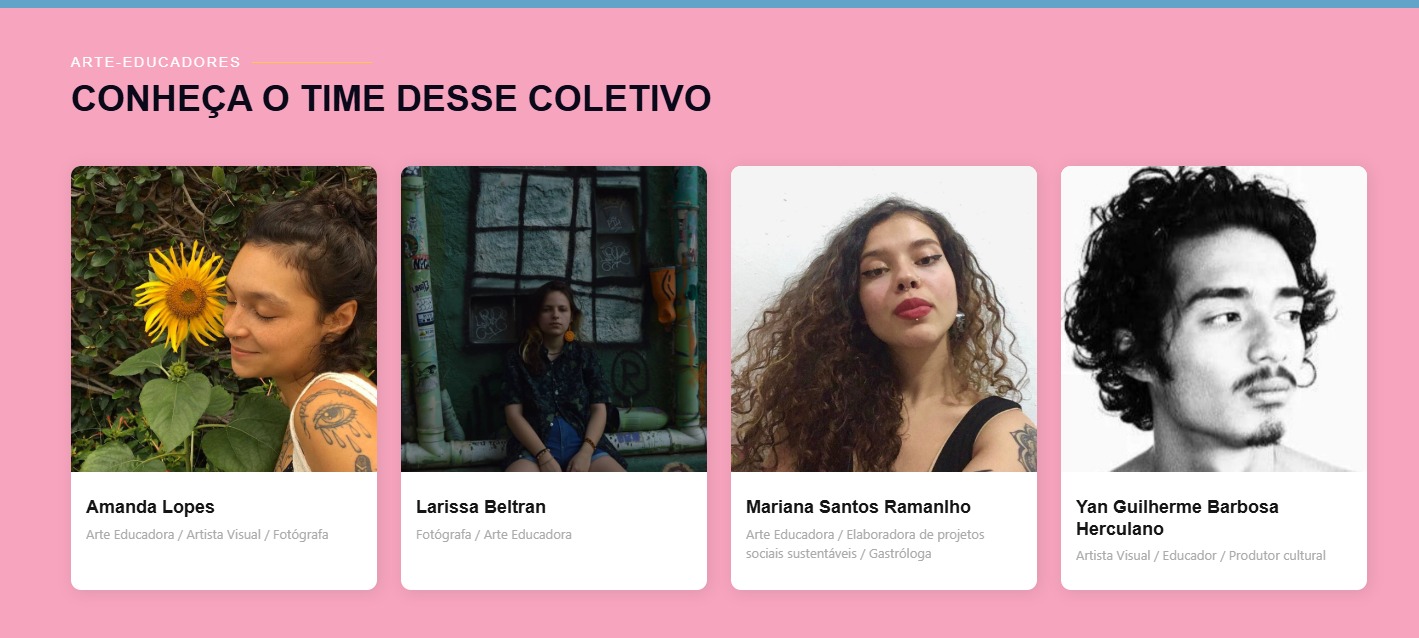 ARTE-EDUCADORES
CONHEÇA O TIME DESSE COLETIVO
Amanda Lopes
Arte Educadora / Artista Visual / Fotógrafa
Larissa Beltran
Fotógrafa / Arte Educadora
Mariana Santos Ramanlho
Arte Educadora / Elaboradora de projetos
sociais sustentáveis / Gastróloga
Yan Guilherme Barbosa
Herculano
Artista Visual / Educador / Produtor cultural